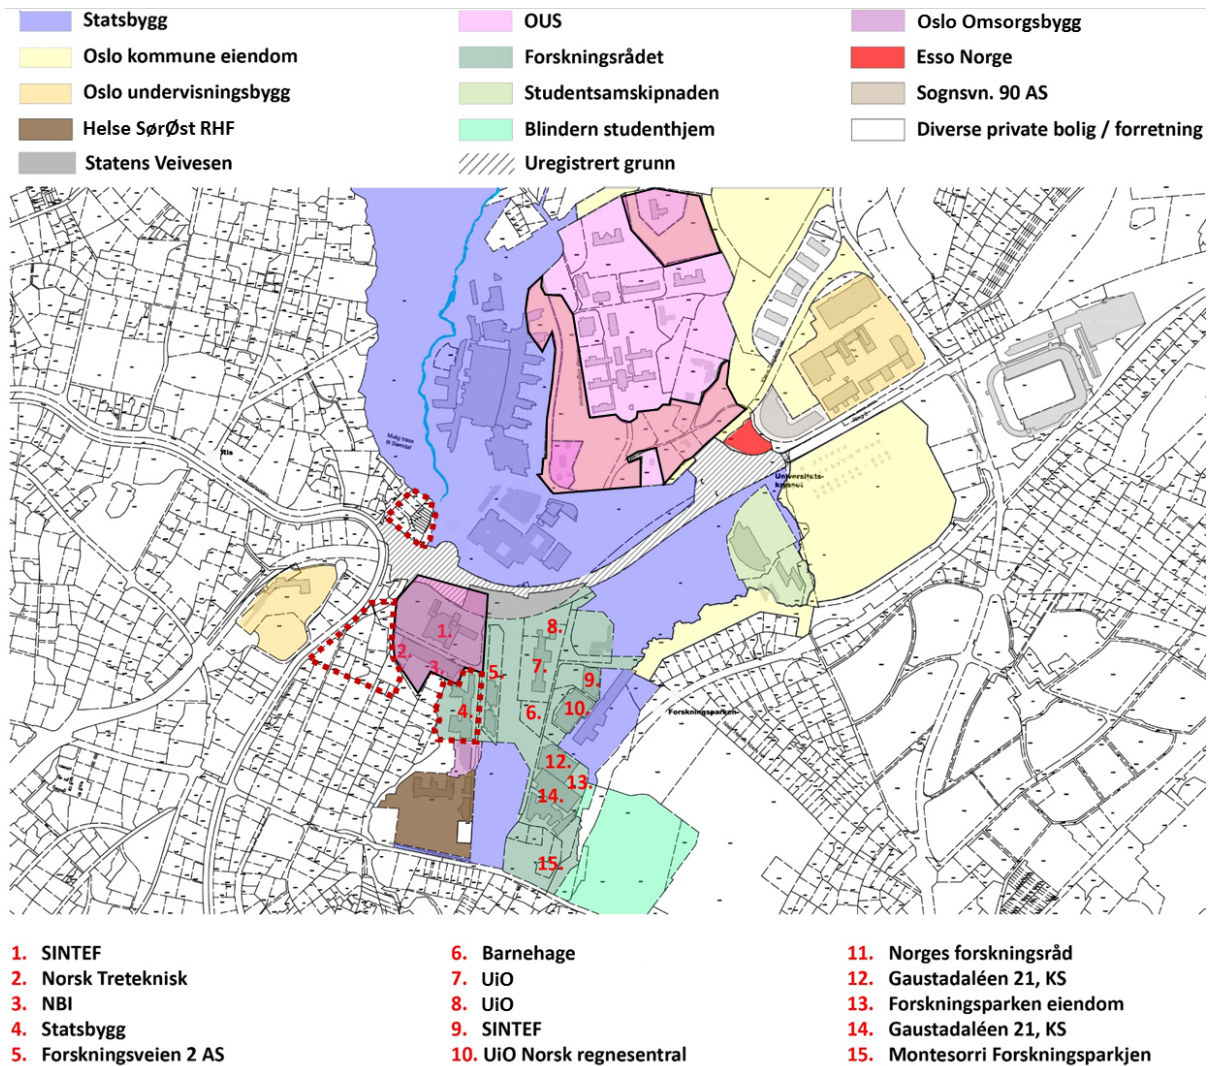 Statsbygg
OUS
Oslo Omsorgsbygg
Oslo kommune eiendom
Forskningsrådet
Esso Norge
Oslo undervisningsbygg
Studentsamskipnaden
Sognsvn. 90 AS
Helse SørØst RHF
Blindern studenthjem
Diverse private bolig / forretning
Statens Veivesen
Uregistrert grunn
Ris
Universitets-
Forskningsparken
1.
2.
3.
4.
5.
6.
7.
8.
9.
10.
12.
13.
14.
15.
1. SINTEF
2. Norsk Treteknisk
3. NBI
4. Statsbygg
5. Forskningsveien 2 AS
6. Barnehage
7. UiO
8. UiO
9. SINTEF
10. UiO Norsk regnesentral
11. Norges forskningsråd
12. Gaustadaléen 21, KS
13. Forskningsparken eiendom
14. Gaustadaléen 21, KS
15. Montesorri Forskningsparkjen